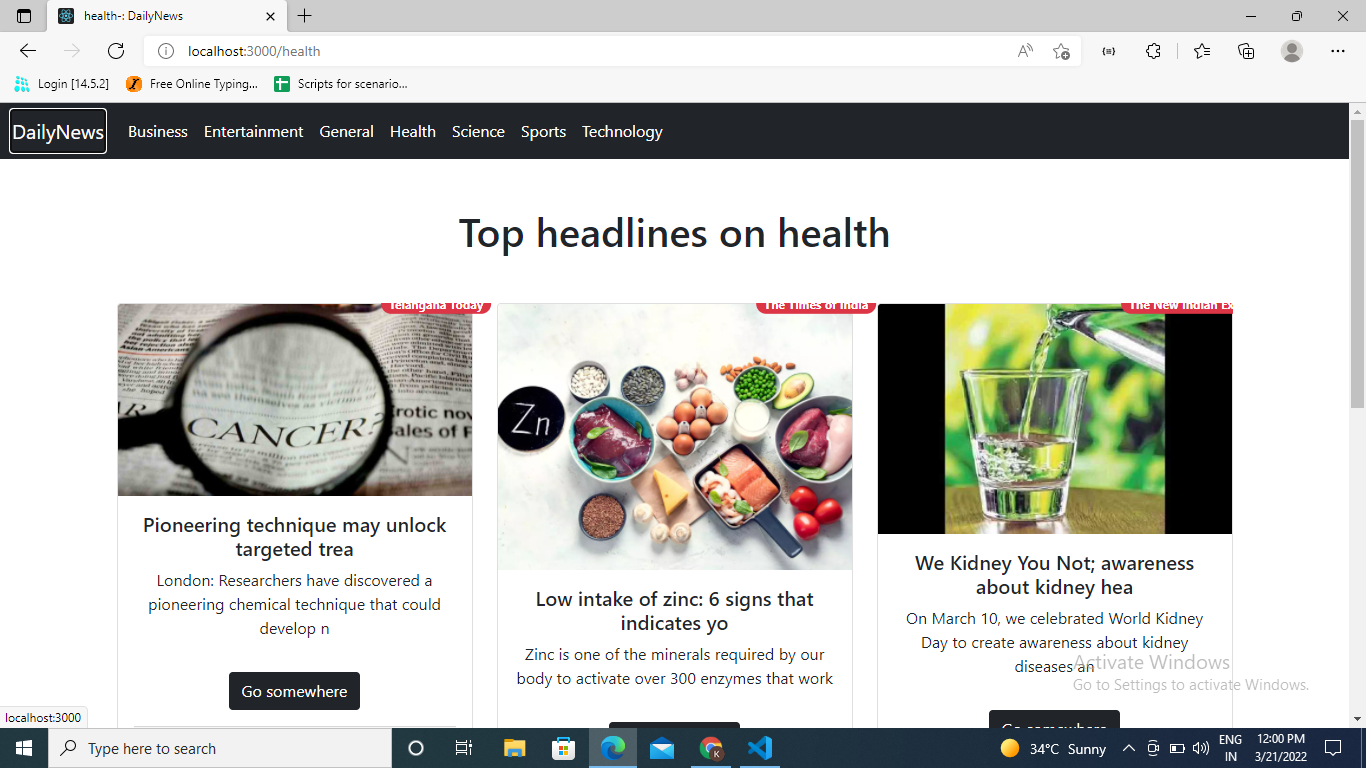 health-: DailyNews
localhost:3000/health
Login [14.5.2] Free Online Typing... Scripts for scenario...
DailyNews Business Entertainment General Health Science Sports Technology
Top headlines on health
Telangana Today
CANCER?
Pioneering technique may unlock
targeted trea
London: Researchers have discovered a
pioneering chemical technique that could
develop n
Go somewhere
The Times of India
Zn
Low intake of zinc: 6 signs that
indicates yo
Zinc is one of the minerals required by our
body to activate over 300 enzymes that work
The New Indian Ex
We Kidney You Not; awareness
about kidney hea
On March 10, we celebrated World Kidney
Day to create awareness about kidney
diseases an
Go somewhere
Activate Windows
Go to Settings to activate Windows.
localhost:3000
Type here to search
K
34°C Sunny
ENG
IN
12:00 PM
3/21/2022